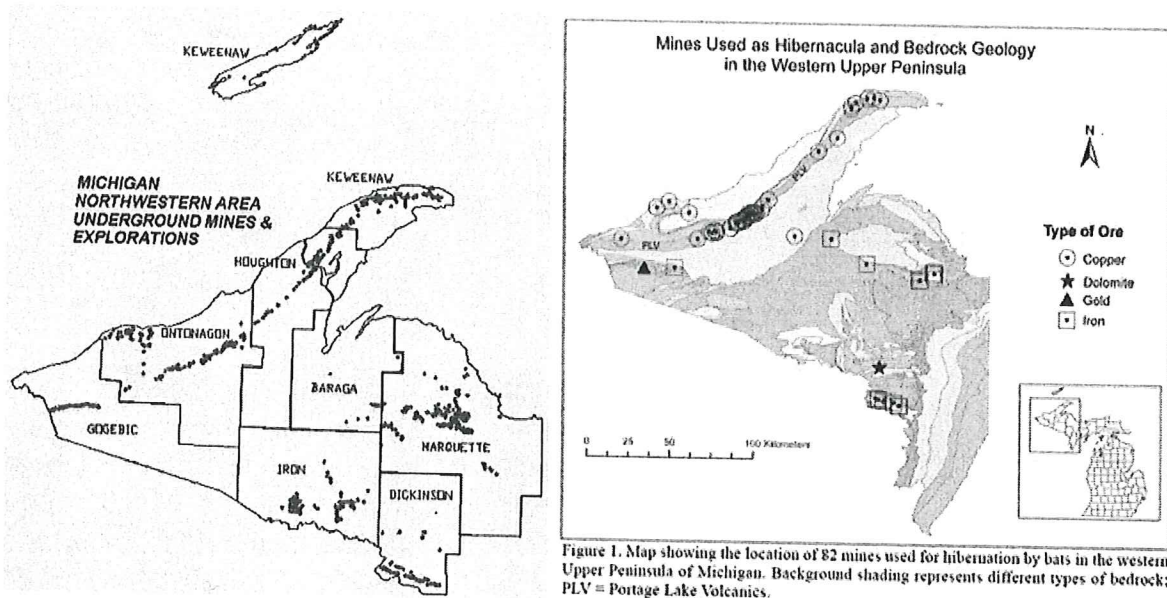 KEWEENAW
MICHIGAN
NORTHWESTERN AREA
UNDERGROUND MINES &
EXPLORATIONS
KEWEENAW
HOUGHTON
ONTONAGON
BARAGA
GOGEBIC
MARQUETTE
IRON
DICKINSON
Mines Used as Hibernacula and Bedrock Geology
in the Western Upper Peninsula
N
PLV
PLV
Type of Ore
Copper
Dolomite
Gold
Iron
0 25 50 100 Kilometers
Figure 1. Map showing the location of 82 mines used for hibernation by bats in the western
Upper Peninsula of Michigan. Background shading represents different types of bedrock;
PLV = Portage Lake Volcanics.